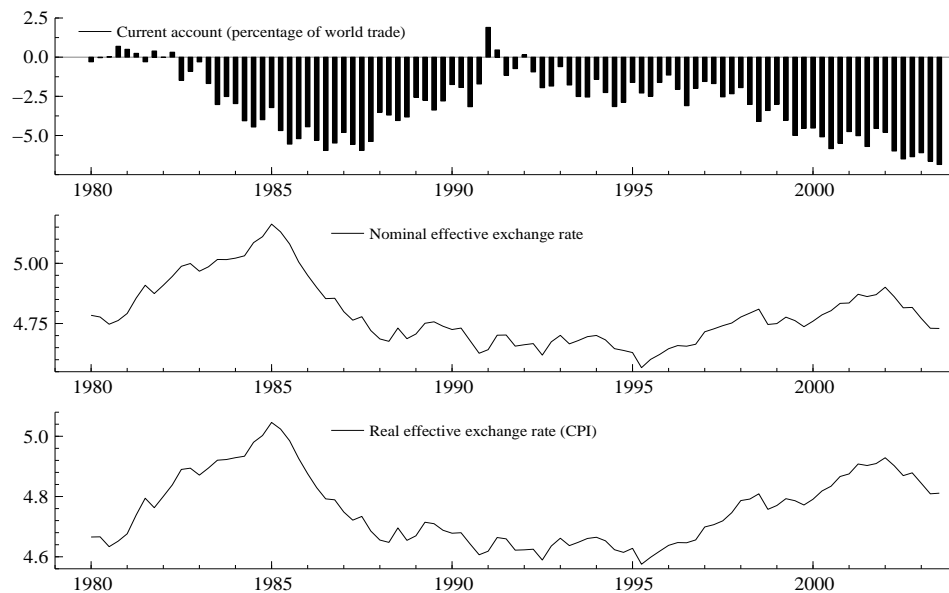 2.5
Current account (percentage of world trade)
0.0
−2.5
−5.0
1980 1985 1990 1995 2000
Nominal effective exchange rate
5.00
4.75
1980 1985 1990 1995 2000
5.0
Real effective exchange rate (CPI)
4.8
4.6
1980 1985 1990 1995 2000